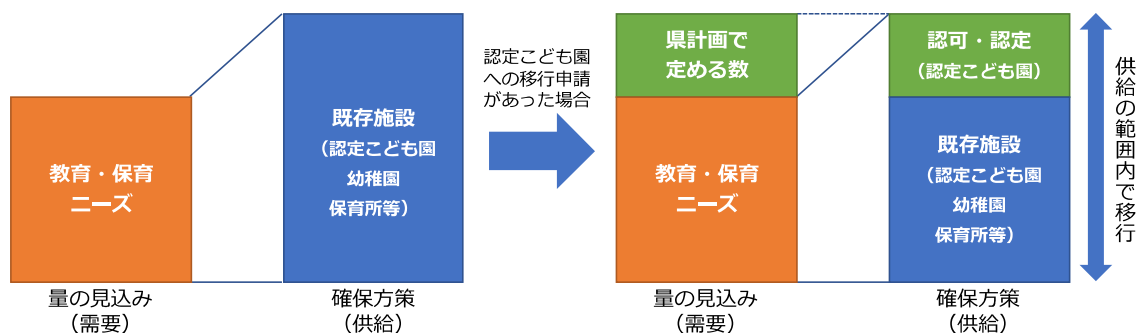 教育・保育
ニーズ
量の見込み
（需要）
既存施設
（認定こども園
幼稚園
保育所等）
確保方策
（供給）
認定こども園
への移行申請
があった場合
県計画で
定める数
教育・保育
ニーズ
量の見込み
（需要）
認可・認定
（認定こども園）
既存施設
（認定こども園
幼稚園
保育所等）
確保方策
（供給）
供給の範囲内で移行